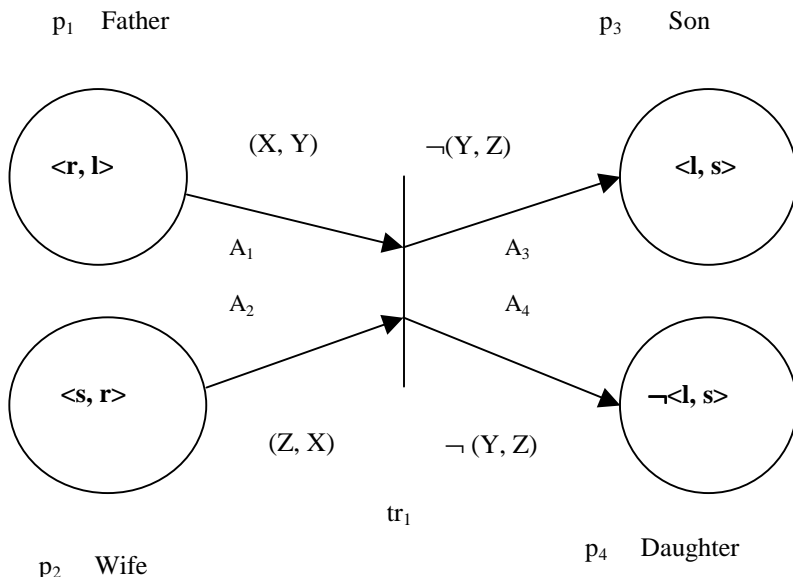 p₁ Father
p₃ Son
<r, l>
(X, Y)
¬(Y, Z)
<l, s>
A₁
A₃
A₂
A₄
<s, r>
¬<l, s>
(Z, X)
¬ (Y, Z)
tr₁
p₂ Wife
p₄ Daughter